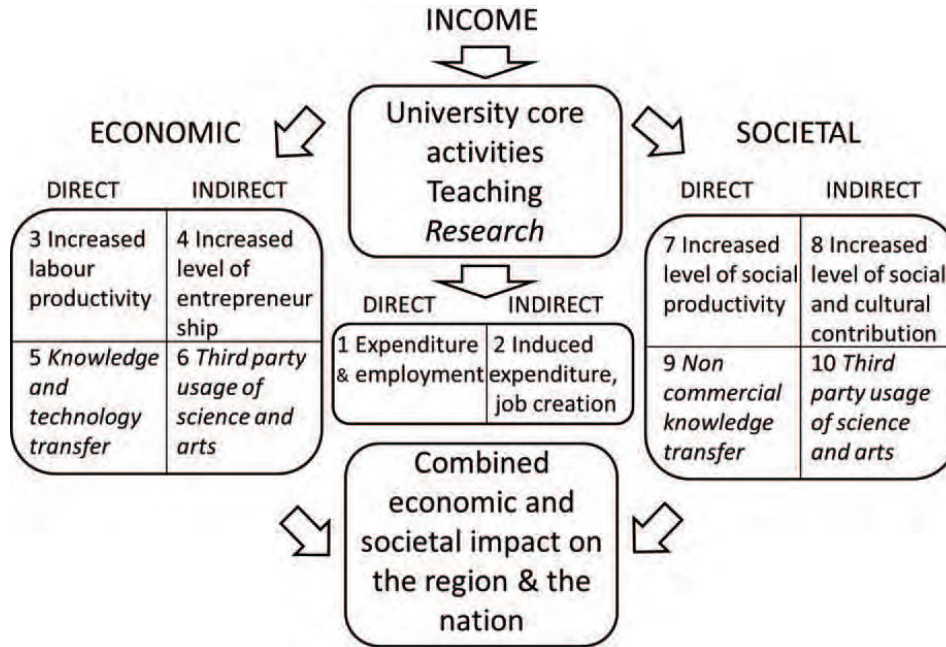 INCOME
University core
activities
Teaching
Research
ECONOMIC
DIRECT INDIRECT
3 Increased
labour
productivity
4 Increased
level of
entrepreneur
ship
5 Knowledge
and
technology
transfer
6 Third party
usage of
science and
arts
DIRECT INDIRECT
1 Expenditure
& employment
2 Induced
expenditure,
job creation
SOCIETAL
DIRECT INDIRECT
7 Increased
level of social
productivity
8 Increased
level of social
and cultural
contribution
9 Non
commercial
knowledge
transfer
10 Third
party usage
of science
and arts
Combined
economic and
societal impact on
the region & the
nation